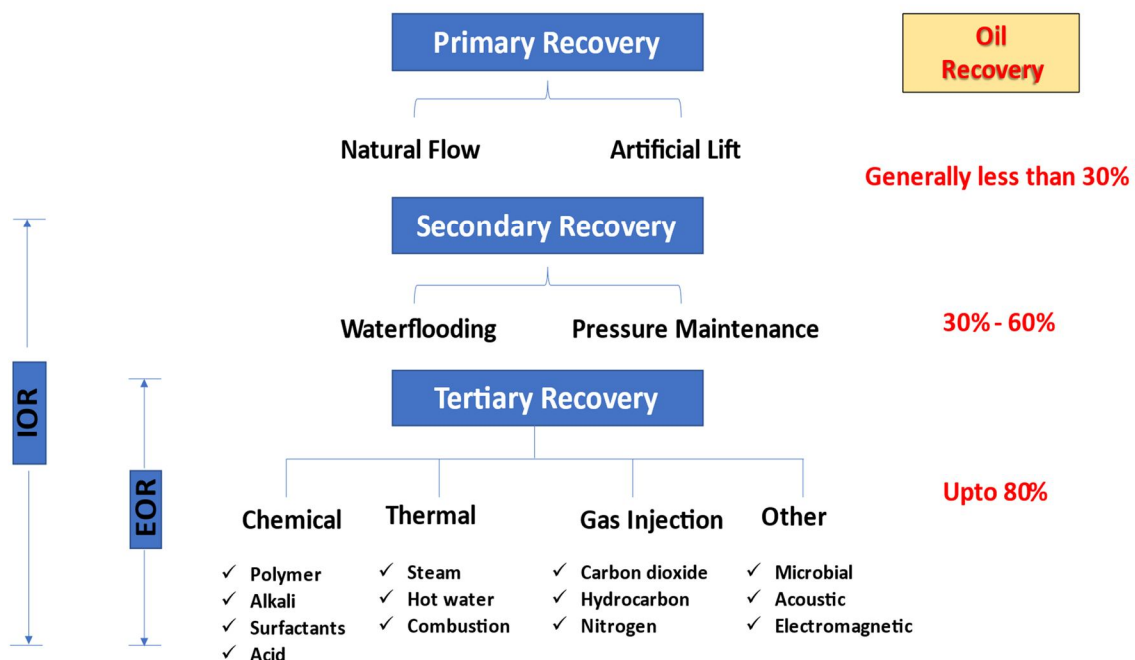 Primary Recovery
Oil
Recovery
Natural Flow
Artificial Lift
Generally less than 30%
Secondary Recovery
Waterflooding
Pressure Maintenance
30% - 60%
IOR
EOR
Tertiary Recovery
Upto 80%
Chemical
Thermal
Gas Injection
Other
✓ Polymer
✓ Alkali
✓ Surfactants
✓ Acid
✓ Steam
✓ Hot water
✓ Combustion
✓ Carbon dioxide
✓ Hydrocarbon
✓ Nitrogen
✓ Microbial
✓ Acoustic
✓ Electromagnetic